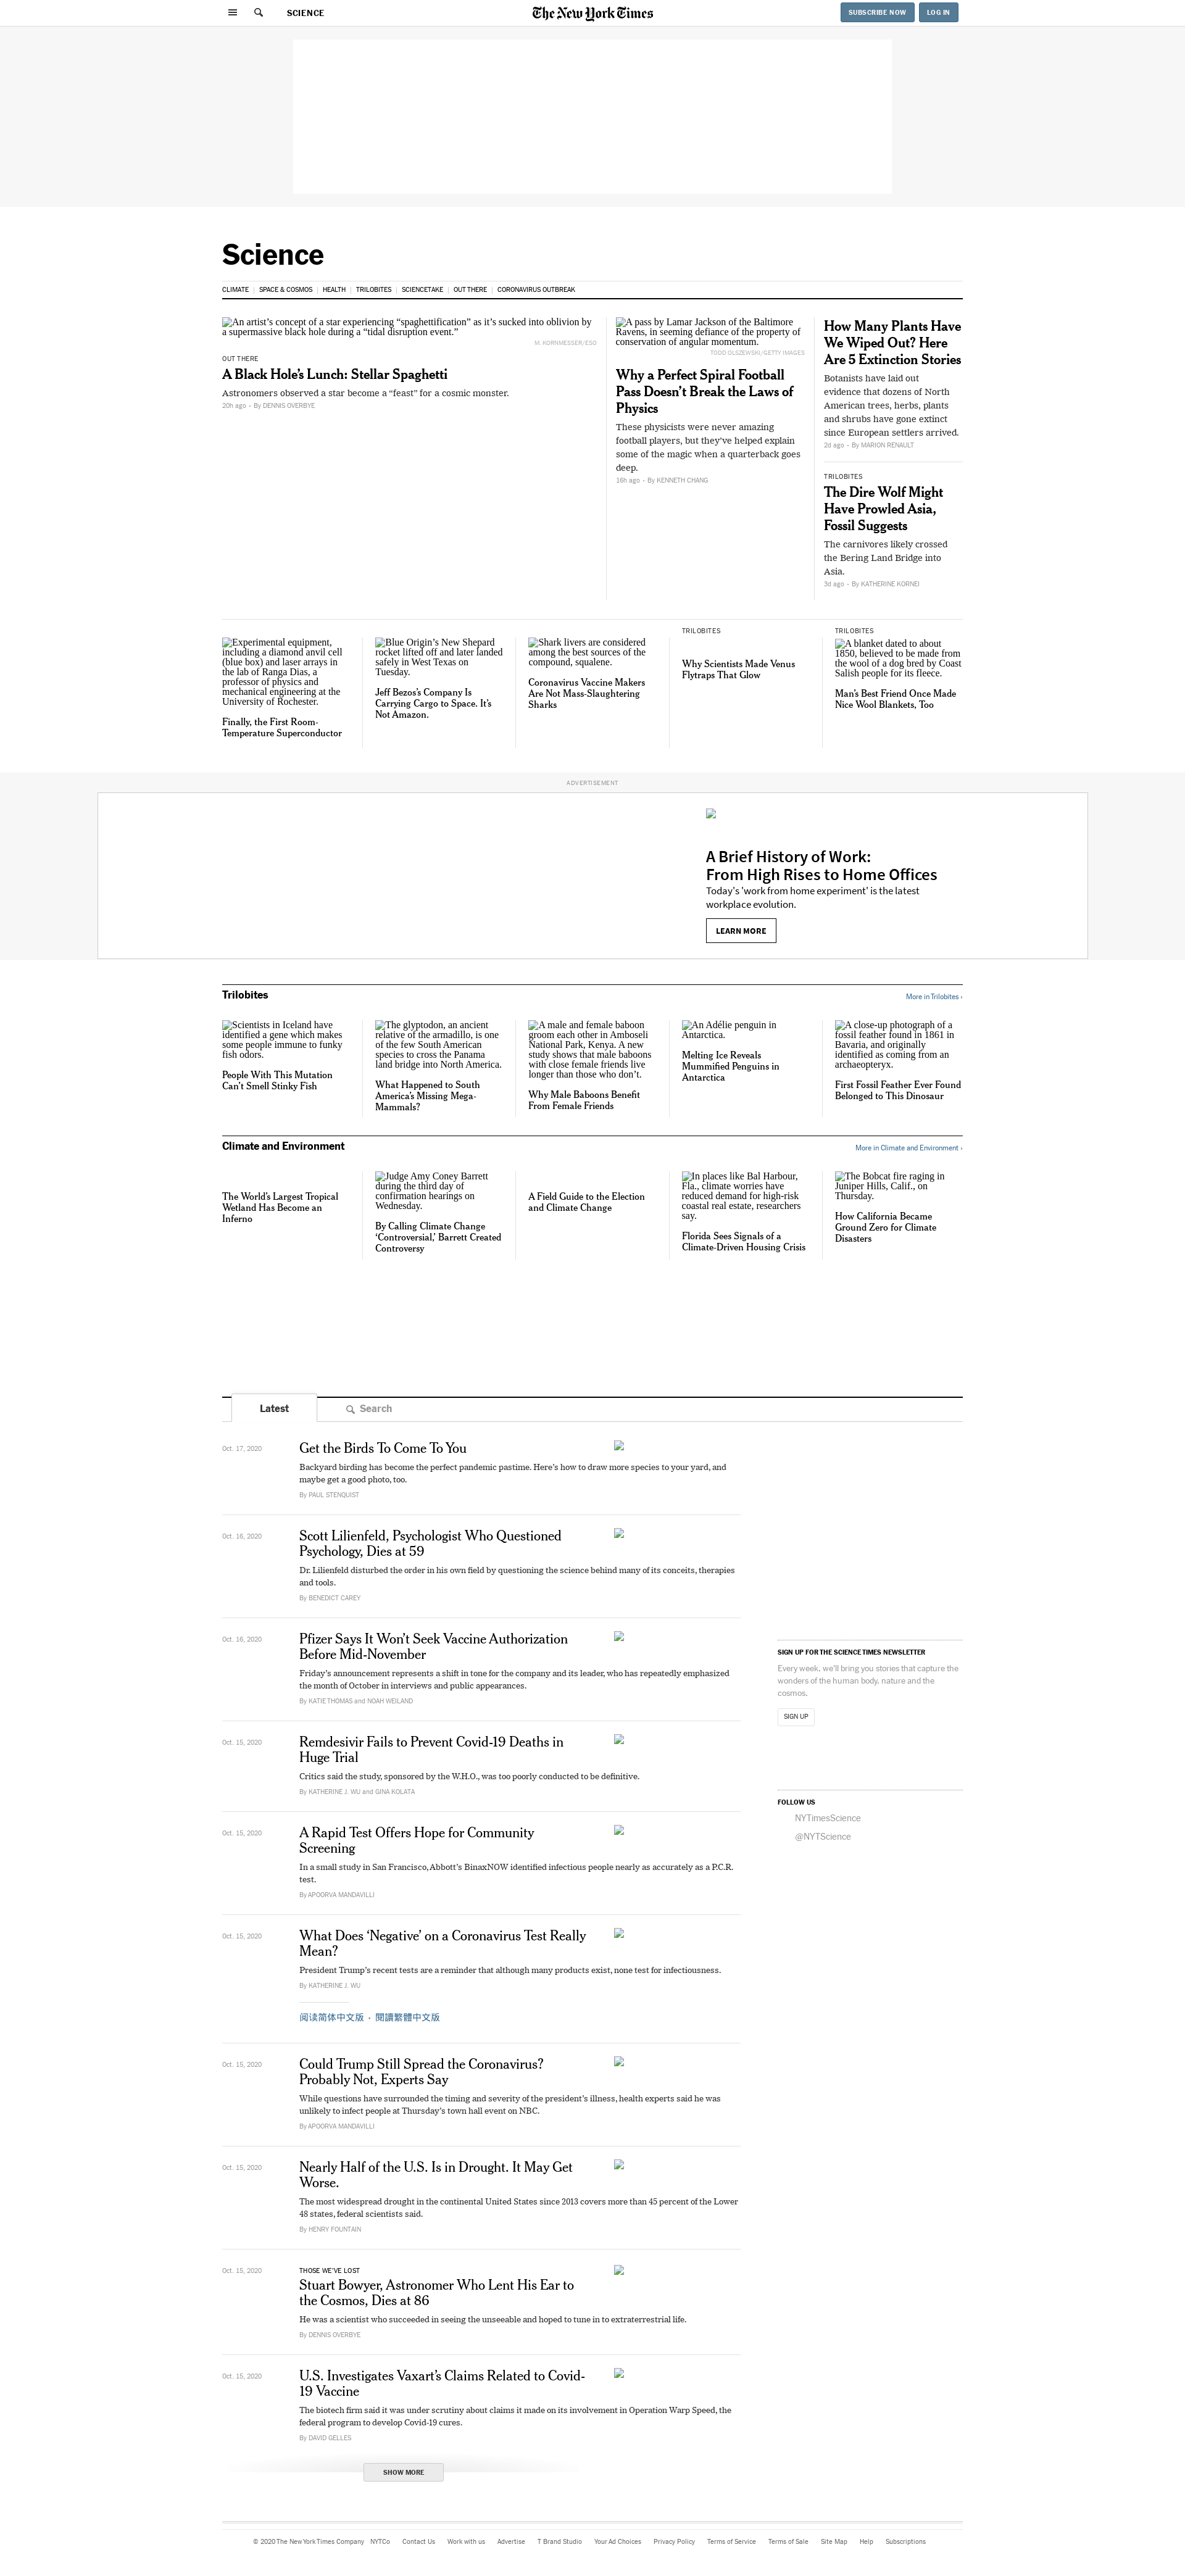 SCIENCE
The New York Times
SUBSCRIBE NOW
LOG IN
Science
CLIMATE
SPACE & COSMOS
HEALTH
TRILOBITES
SCIENCETAKE
OUT THERE
CORONAVIRUS OUTBREAK
An artist’s concept of a star experiencing “spaghettification” as it’s sucked into oblivion by
a supermassive black hole during a “tidal disruption event.”
M. KORNMESSER/ESO
OUT THERE
A Black Hole’s Lunch: Stellar Spaghetti
Astronomers observed a star become a “feast” for a cosmic monster.
20h ago - By DENNIS OVERBYE
A pass by Lamar Jackson of the Baltimore
Ravens, in seeming defiance of the property of
conservation of angular momentum.
TODD OLSZEWSKI/GETTY IMAGES
Why a Perfect Spiral Football
Pass Doesn’t Break the Laws of
Physics
These physicists were never amazing
football players, but they’ve helped explain
some of the magic when a quarterback goes
deep.
16h ago - By KENNETH CHANG
How Many Plants Have
We Wiped Out? Here
Are 5 Extinction Stories
Botanists have laid out
evidence that dozens of North
American trees, herbs, plants
and shrubs have gone extinct
since European settlers arrived.
2d ago - By MARION RENAULT
TRILOBITES
The Dire Wolf Might
Have Prowled Asia,
Fossil Suggests
The carnivores likely crossed
the Bering Land Bridge into
Asia.
3d ago - By KATHERINE KORNEI
Experimental equipment,
including a diamond anvil cell
(blue box) and laser arrays in
the lab of Ranga Dias, a
professor of physics and
mechanical engineering at the
University of Rochester.
Finally, the First Room-
Temperature Superconductor
Blue Origin’s New Shepard
rocket lifted off and later landed
safely in West Texas on
Tuesday.
Jeff Bezos’s Company Is
Carrying Cargo to Space. It’s
Not Amazon.
Shark livers are considered
among the best sources of the
compound, squalene.
Coronavirus Vaccine Makers
Are Not Mass-Slaughtering
Sharks
TRILOBITES
Why Scientists Made Venus
Flytraps That Glow
TRILOBITES
A blanket dated to about
1850, believed to be made from
the wool of a dog bred by Coast
Salish people for its fleece.
Man’s Best Friend Once Made
Nice Wool Blankets, Too
ADVERTISEMENT
A Brief History of Work:
From High Rises to Home Offices
Today's 'work from home experiment' is the latest
workplace evolution.
LEARN MORE
Trilobites
More in Trilobites ›
Scientists in Iceland have
identified a gene which makes
some people immune to funky
fish odors.
People With This Mutation
Can’t Smell Stinky Fish
The glyptodon, an ancient
relative of the armadillo, is one
of the few South American
species to cross the Panama
land bridge into North America.
What Happened to South
America’s Missing Mega-
Mammals?
A male and female baboon
groom each other in Amboseli
National Park, Kenya. A new
study shows that male baboons
with close female friends live
longer than those who don’t.
Why Male Baboons Benefit
From Female Friends
An Adélie penguin in
Antarctica.
Melting Ice Reveals
Mummified Penguins in
Antarctica
A close-up photograph of a
fossil feather found in 1861 in
Bavaria, and originally
identified as coming from an
archaeopteryx.
First Fossil Feather Ever Found
Belonged to This Dinosaur
Climate and Environment
More in Climate and Environment ›
The World’s Largest Tropical
Wetland Has Become an
Inferno
Judge Amy Coney Barrett
during the third day of
confirmation hearings on
Wednesday.
By Calling Climate Change
‘Controversial,’ Barrett Created
Controversy
A Field Guide to the Election
and Climate Change
In places like Bal Harbour,
Fla., climate worries have
reduced demand for high-risk
coastal real estate, researchers
say.
Florida Sees Signals of a
Climate-Driven Housing Crisis
The Bobcat fire raging in
Juniper Hills, Calif., on
Thursday.
How California Became
Ground Zero for Climate
Disasters
Latest
Search
Oct. 17, 2020
Get the Birds To Come To You
Backyard birding has become the perfect pandemic pastime. Here’s how to draw more species to your yard, and
maybe get a good photo, too.
By PAUL STENQUIST
Oct. 16, 2020
Scott Lilienfeld, Psychologist Who Questioned
Psychology, Dies at 59
Dr. Lilienfeld disturbed the order in his own field by questioning the science behind many of its conceits, therapies
and tools.
By BENEDICT CAREY
Oct. 16, 2020
Pfizer Says It Won’t Seek Vaccine Authorization
Before Mid-November
Friday’s announcement represents a shift in tone for the company and its leader, who has repeatedly emphasized
the month of October in interviews and public appearances.
By KATIE THOMAS and NOAH WEILAND
Oct. 15, 2020
Remdesivir Fails to Prevent Covid-19 Deaths in
Huge Trial
Critics said the study, sponsored by the W.H.O., was too poorly conducted to be definitive.
By KATHERINE J. WU and GINA KOLATA
Oct. 15, 2020
A Rapid Test Offers Hope for Community
Screening
In a small study in San Francisco, Abbott’s BinaxNOW identified infectious people nearly as accurately as a P.C.R.
test.
By APOORVA MANDAVILLI
Oct. 15, 2020
What Does ‘Negative’ on a Coronavirus Test Really
Mean?
President Trump’s recent tests are a reminder that although many products exist, none test for infectiousness.
By KATHERINE J. WU
阅读简体中文版 - 閱讀繁體中文版
Oct. 15, 2020
Could Trump Still Spread the Coronavirus?
Probably Not, Experts Say
While questions have surrounded the timing and severity of the president’s illness, health experts said he was
unlikely to infect people at Thursday’s town hall event on NBC.
By APOORVA MANDAVILLI
Oct. 15, 2020
Nearly Half of the U.S. Is in Drought. It May Get
Worse.
The most widespread drought in the continental United States since 2013 covers more than 45 percent of the Lower
48 states, federal scientists said.
By HENRY FOUNTAIN
Oct. 15, 2020
THOSE WE’VE LOST
Stuart Bowyer, Astronomer Who Lent His Ear to
the Cosmos, Dies at 86
He was a scientist who succeeded in seeing the unseeable and hoped to tune in to extraterrestrial life.
By DENNIS OVERBYE
Oct. 15, 2020
U.S. Investigates Vaxart’s Claims Related to Covid-
19 Vaccine
The biotech firm said it was under scrutiny about claims it made on its involvement in Operation Warp Speed, the
federal program to develop Covid-19 cures.
By DAVID GELLES
SHOW MORE
SIGN UP FOR THE SCIENCE TIMES NEWSLETTER
Every week, we'll bring you stories that capture the
wonders of the human body, nature and the
cosmos.
SIGN UP
FOLLOW US
NYTimesScience
@NYTScience
© 2020 The New York Times Company
NYTCo
Contact Us
Work with us
Advertise
T Brand Studio
Your Ad Choices
Privacy Policy
Terms of Service
Terms of Sale
Site Map
Help
Subscriptions